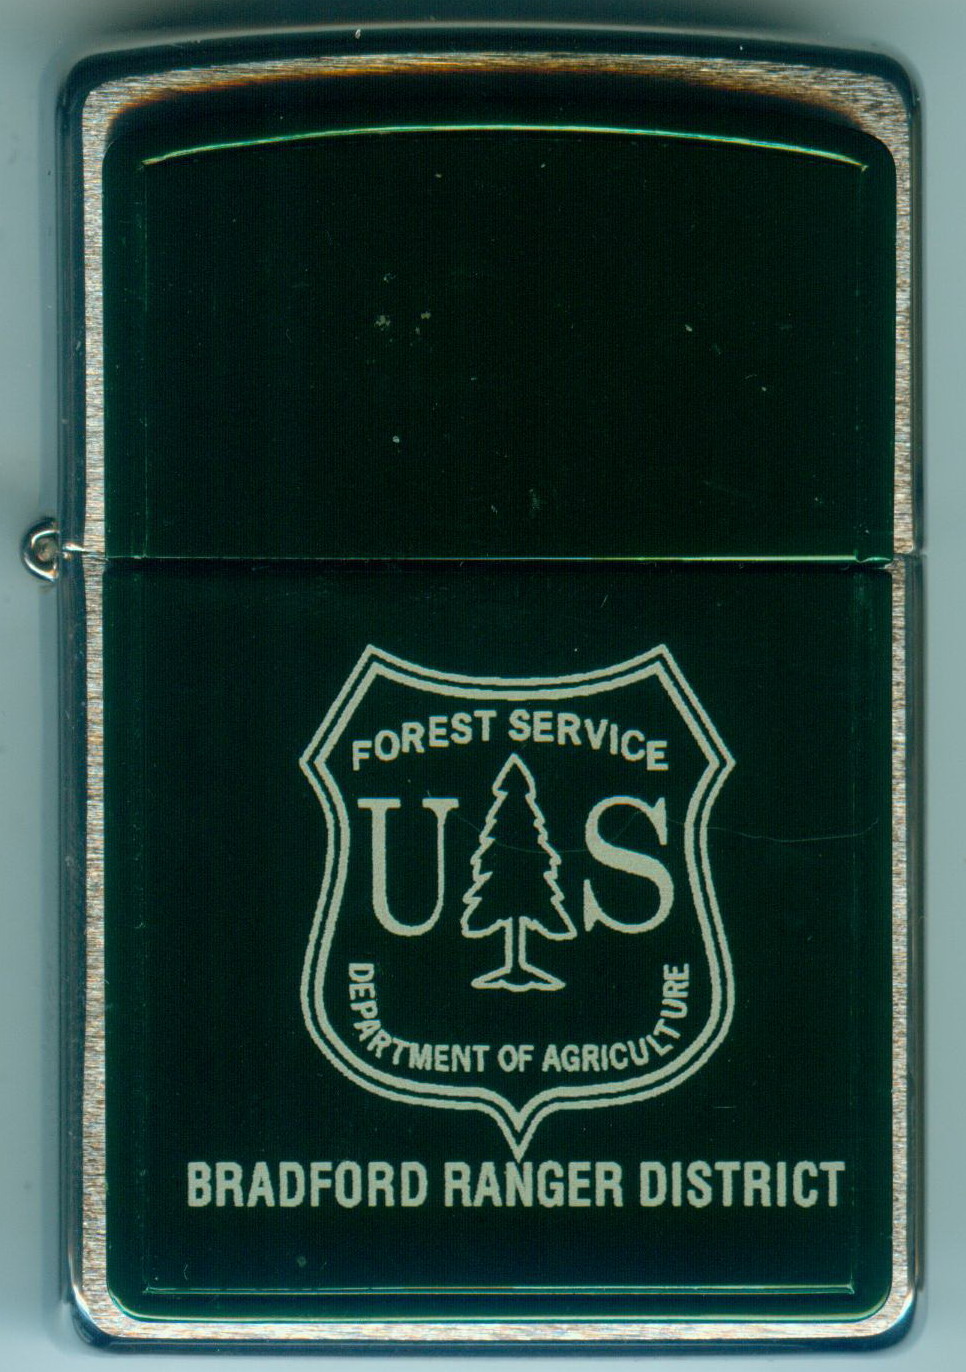 FOREST SERVICE
U S
DEPARTMENT OF AGRICULTURE
BRADFORD RANGER DISTRICT